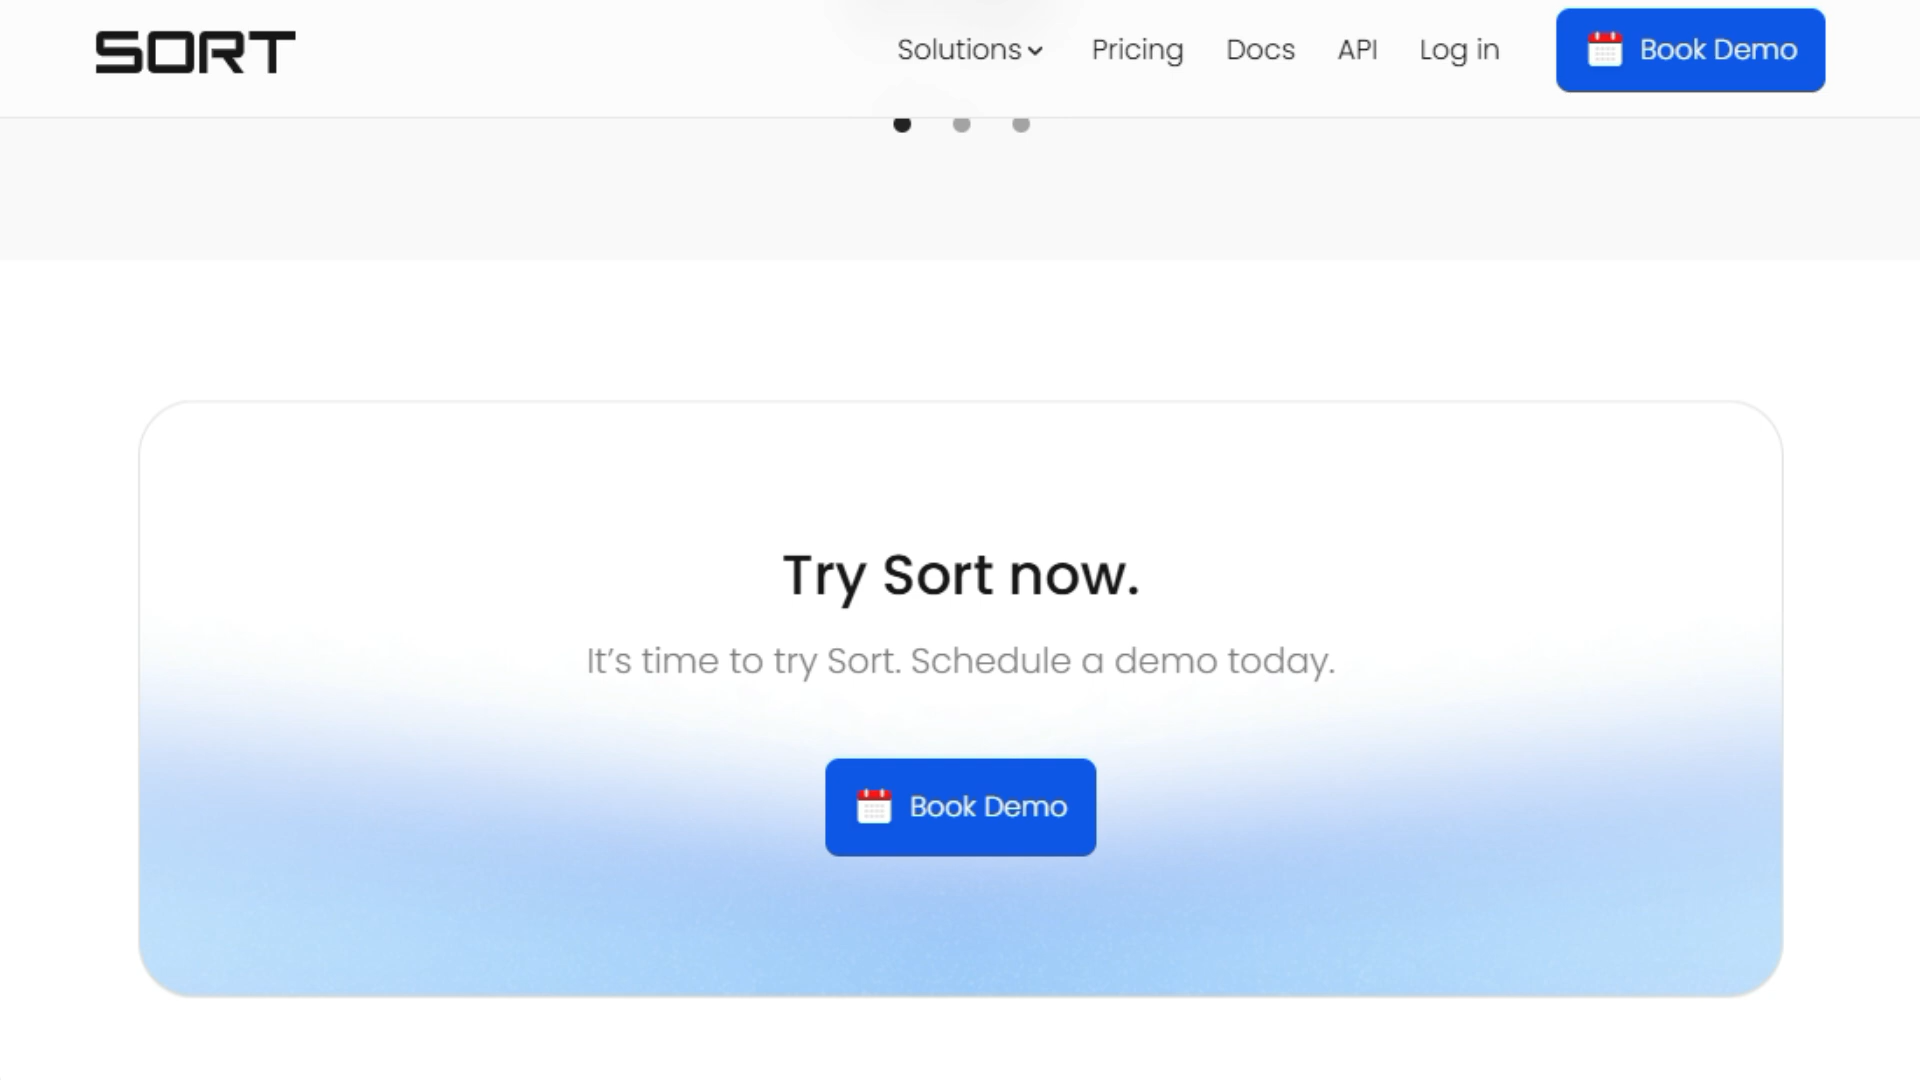 SORT
Solutions
Pricing
Docs
API
Log in
Book Demo
Try Sort now.
It’s time to try Sort. Schedule a demo today.
Book Demo